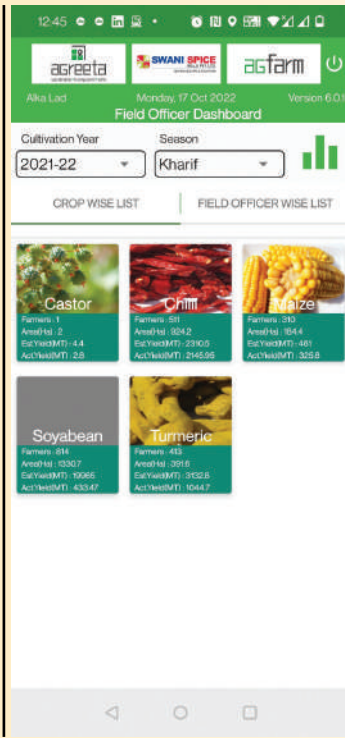 12:45
agreeta
SWANI SPICE
agfarm
Alka Lad Monday, 17 Oct 2022 Version 6.0.1
Field Officer Dashboard
Cultivation Year Season
2021-22 Kharif
CROP WISE LIST FIELD OFFICER WISE LIST
Castor
Farmers : 1
Area(Ha) : 2
Est.Yield(MT) : 4.4
Act.Yield(MT) : 2.8
Chilli
Farmers : 511
Area(Ha) : 924.2
Est.Yield(MT) : 2310.5
Act.Yield(MT) : 2145.95
Maize
Farmers : 310
Area(Ha) : 184.4
Est.Yield(MT) : 461
Act.Yield(MT) : 325.8
Soyabean
Farmers : 814
Area(Ha) : 1330.7
Est.Yield(MT) : 19965
Act.Yield(MT) : 433.47
Turmeric
Farmers : 413
Area(Ha) : 391.6
Est.Yield(MT) : 3132.8
Act.Yield(MT) : 1044.7